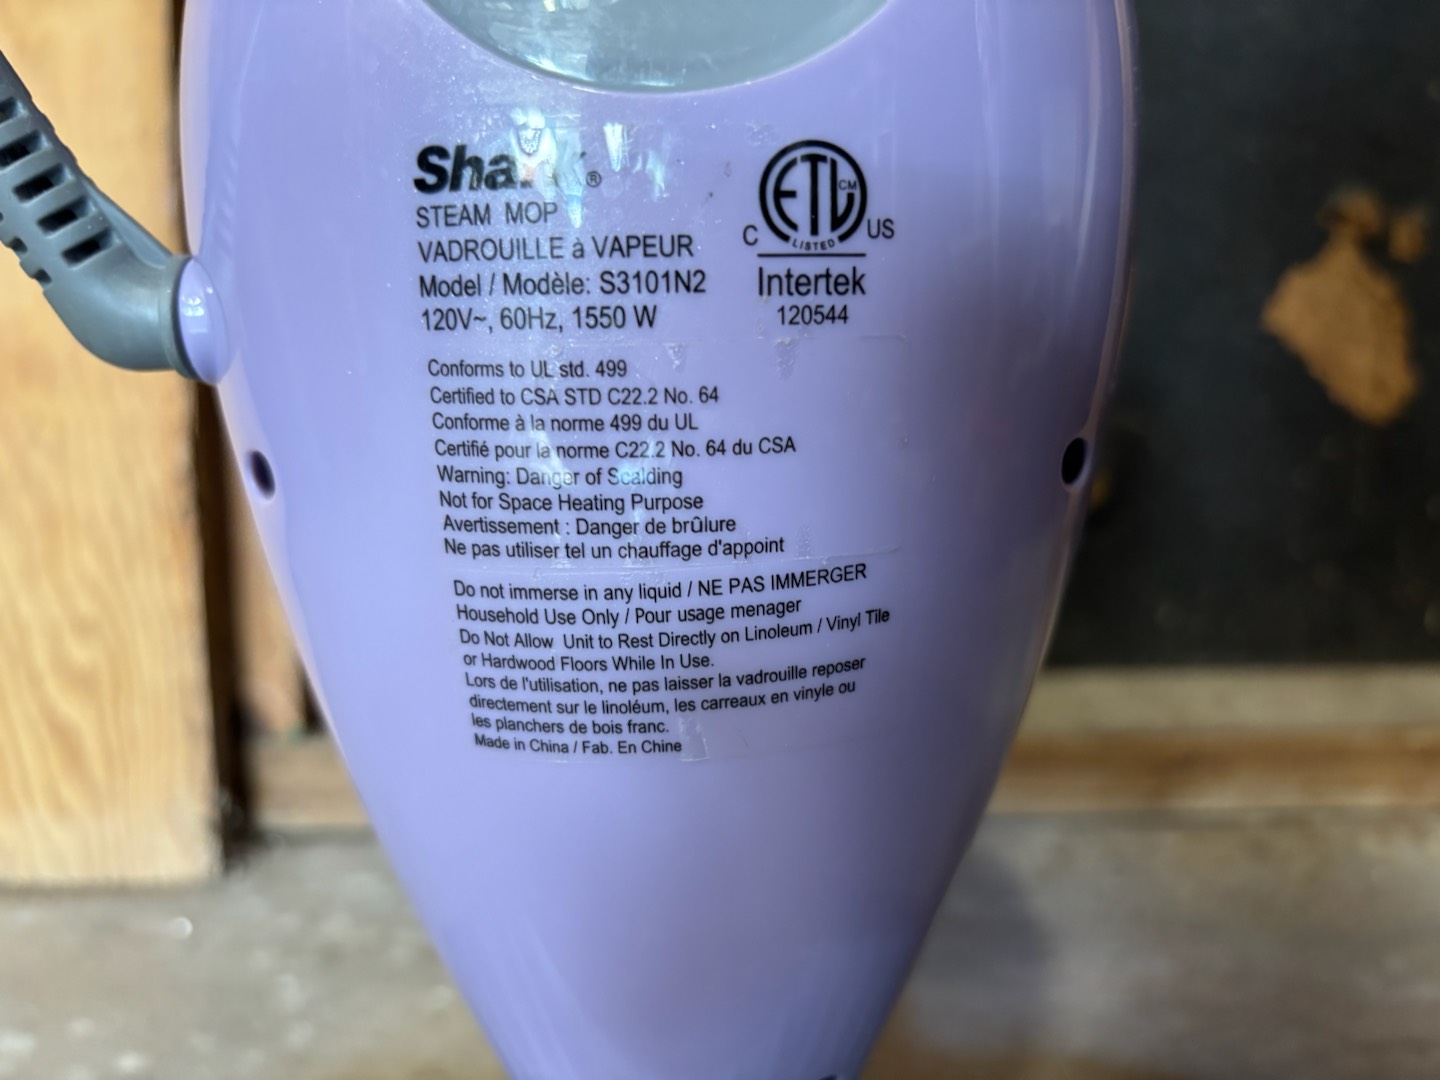 Shark®
STEAM MOP
VADROUILLE à VAPEUR
Model / Modèle: S3101N2
120V~, 60Hz, 1550 W
ETL CM
LISTED
C US
Intertek
120544
Conforms to UL std. 499
Certified to CSA STD C22.2 No. 64
Conforme à la norme 499 du UL
Certifié pour la norme C22.2 No. 64 du CSA
Warning: Danger of Scalding
Not for Space Heating Purpose
Avertissement : Danger de brûlure
Ne pas utiliser tel un chauffage d'appoint
Do not immerse in any liquid / NE PAS IMMERGER
Household Use Only / Pour usage menager
Do Not Allow Unit to Rest Directly on Linoleum / Vinyl Tile
or Hardwood Floors While In Use.
Lors de l'utilisation, ne pas laisser la vadrouille reposer
directement sur le linoléum, les carreaux en vinyle ou
les planchers de bois franc.
Made in China / Fab. En Chine